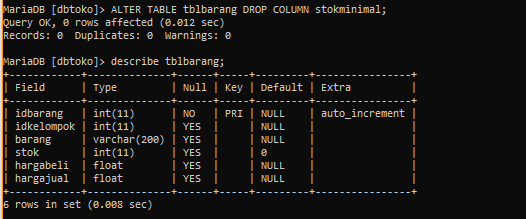 MariaDB [dbtoko]> ALTER TABLE tblbarang DROP COLUMN stokminimal;
Query OK, 0 rows affected (0.012 sec)
Records: 0  Duplicates: 0  Warnings: 0

MariaDB [dbtoko]> describe tblbarang;
+------------+--------------+------+-----+---------+----------------+
| Field      | Type         | Null | Key | Default | Extra          |
+------------+--------------+------+-----+---------+----------------+
| idbarang   | int(11)      | NO   | PRI | NULL    | auto_increment |
| idkelompok | int(11)      | YES  |     | NULL    |                |
| barang     | varchar(200) | YES  |     | NULL    |                |
| stok       | int(11)      | YES  |     | 0       |                |
| hargabeli  | float        | YES  |     | NULL    |                |
| hargajual  | float        | YES  |     | NULL    |                |
+------------+--------------+------+-----+---------+----------------+
6 rows in set (0.008 sec)